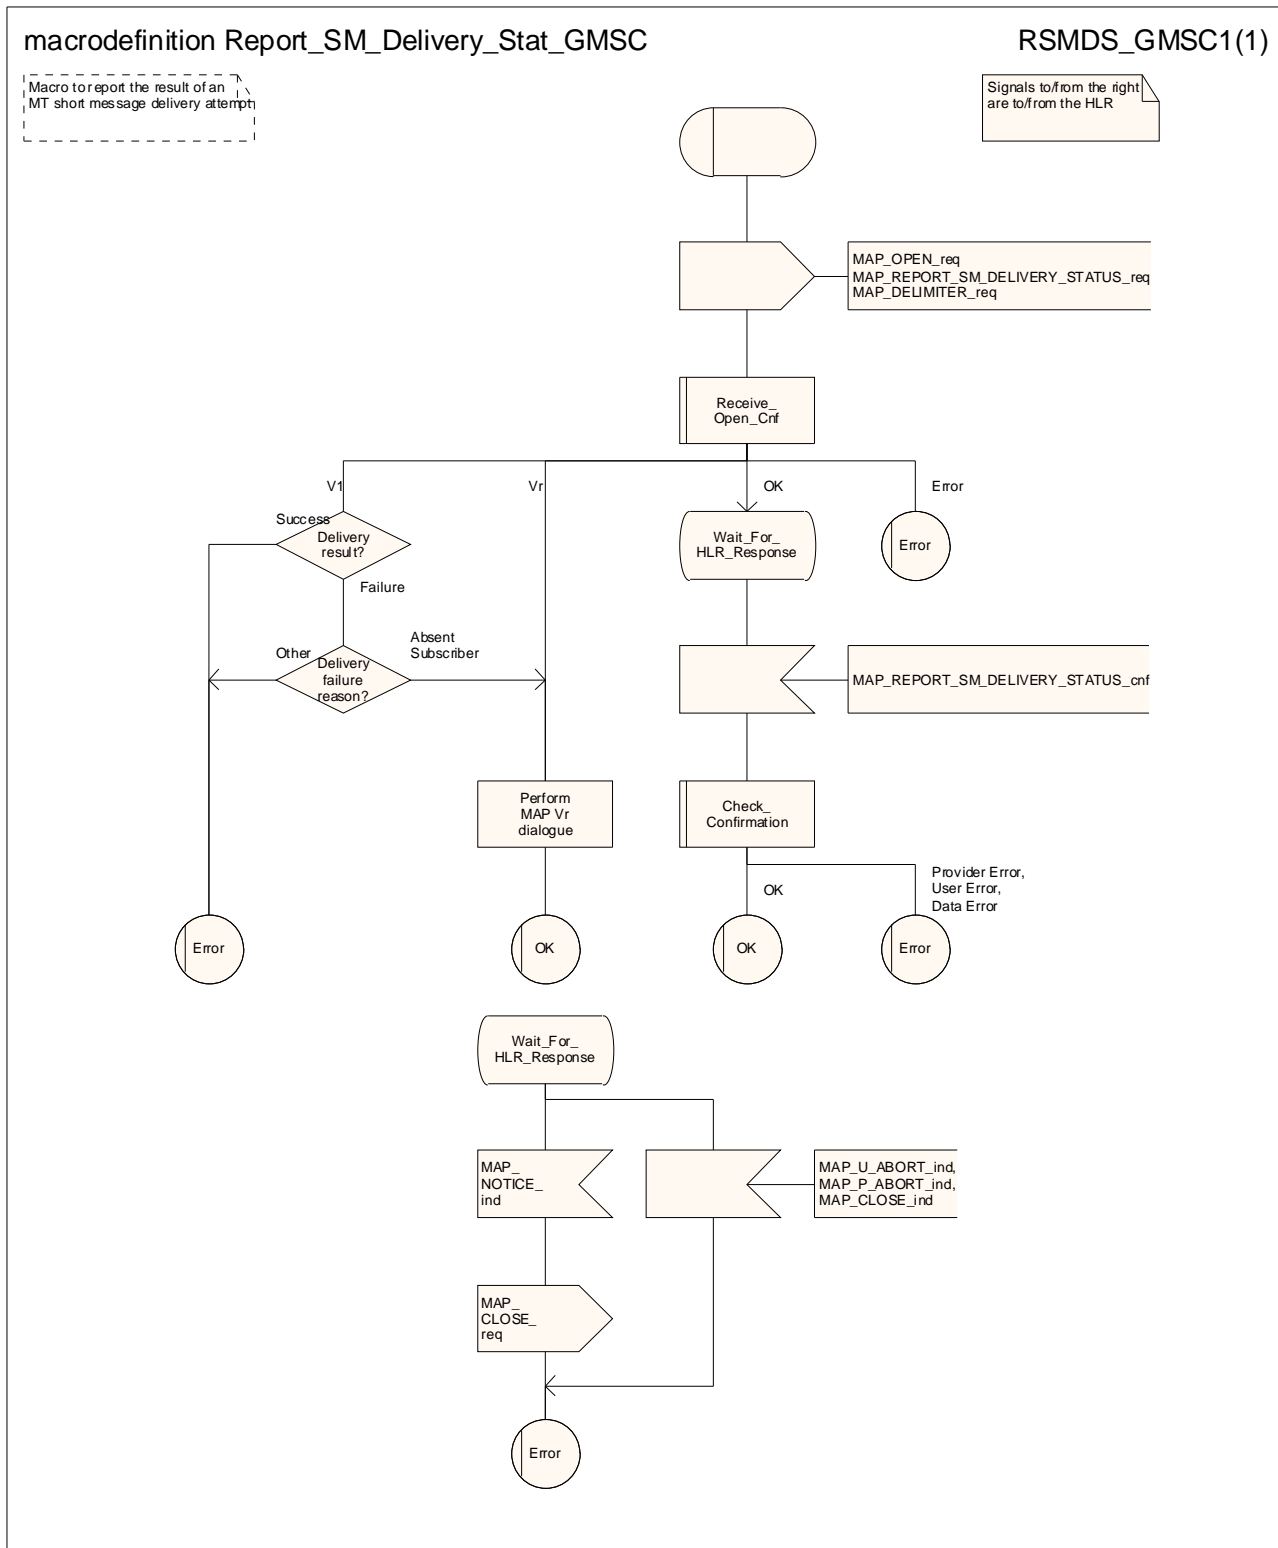 macrodefinition Report_SM_Delivery_Stat_GMSC
RSMDS_GMSC1(1)
Macro to report the result of an
MT short message delivery attempt
Signals to/from the right
are to/from the HLR
MAP_OPEN_req
MAP_REPORT_SM_DELIVERY_STATUS_req
MAP_DELIMITER_req
Receive_
Open_Cnf
V1
Vr
OK
Error
Success
Delivery
result?
Wait_For_
HLR_Response
Error
Failure
Other
Absent
Subscriber
Delivery
failure
reason?
MAP_REPORT_SM_DELIVERY_STATUS_cnf
Perform
MAP Vr
dialogue
Check_
Confirmation
OK
Provider Error,
User Error,
Data Error
Error
OK
OK
Error
Wait_For_
HLR_Response
MAP_
NOTICE_
ind
MAP_U_ABORT_ind,
MAP_P_ABORT_ind,
MAP_CLOSE_ind
MAP_
CLOSE_
req
Error